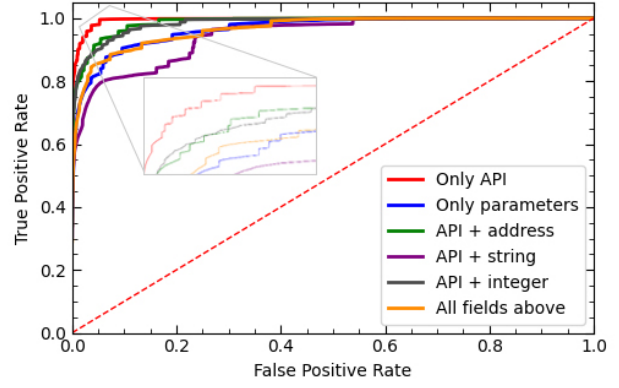 1.0
0.8
0.6
0.4
0.2
0.0
True Positive Rate
Only API
Only parameters
API + address
API + string
API + integer
All fields above
0.0 0.2 0.4 0.6 0.8 1.0
False Positive Rate